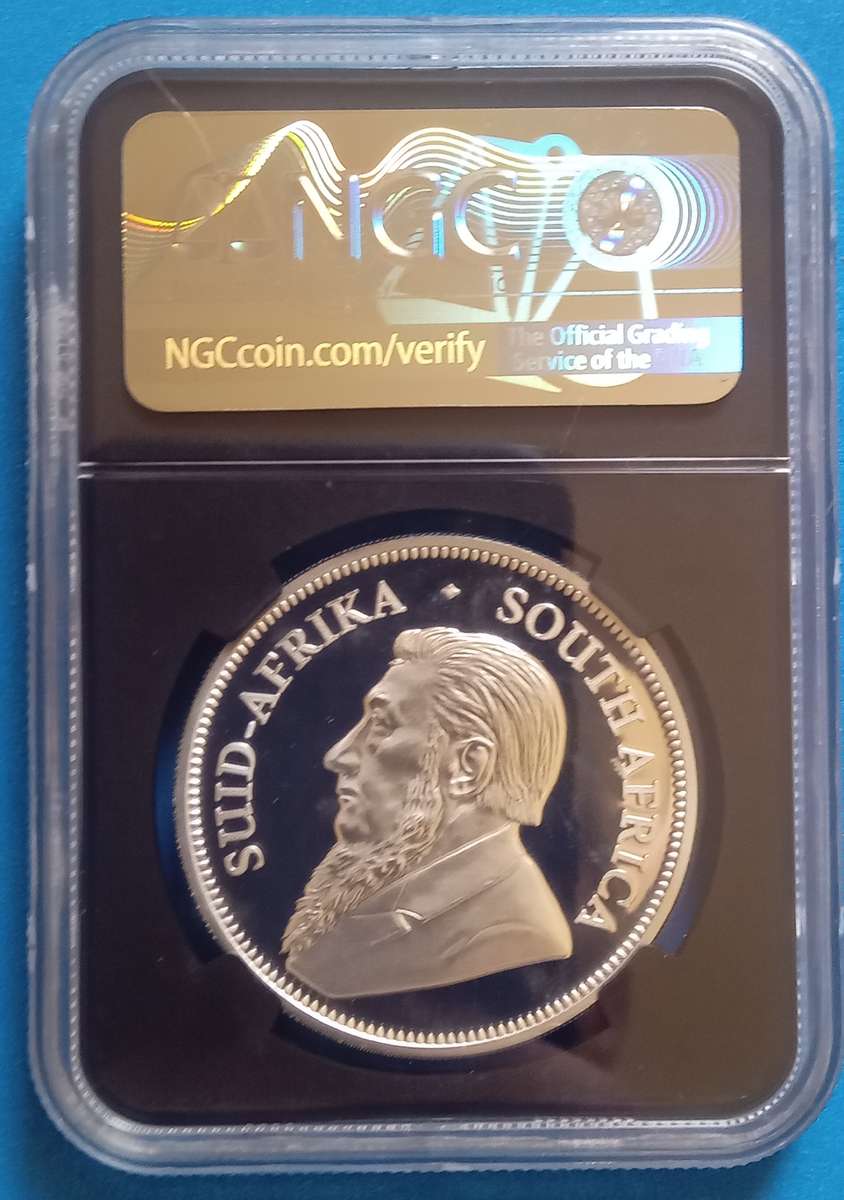 NGC
NGCcoin.com/verify
The Official Grading
Service of the
SUID-AFRIKA
SOUTH AFRICA